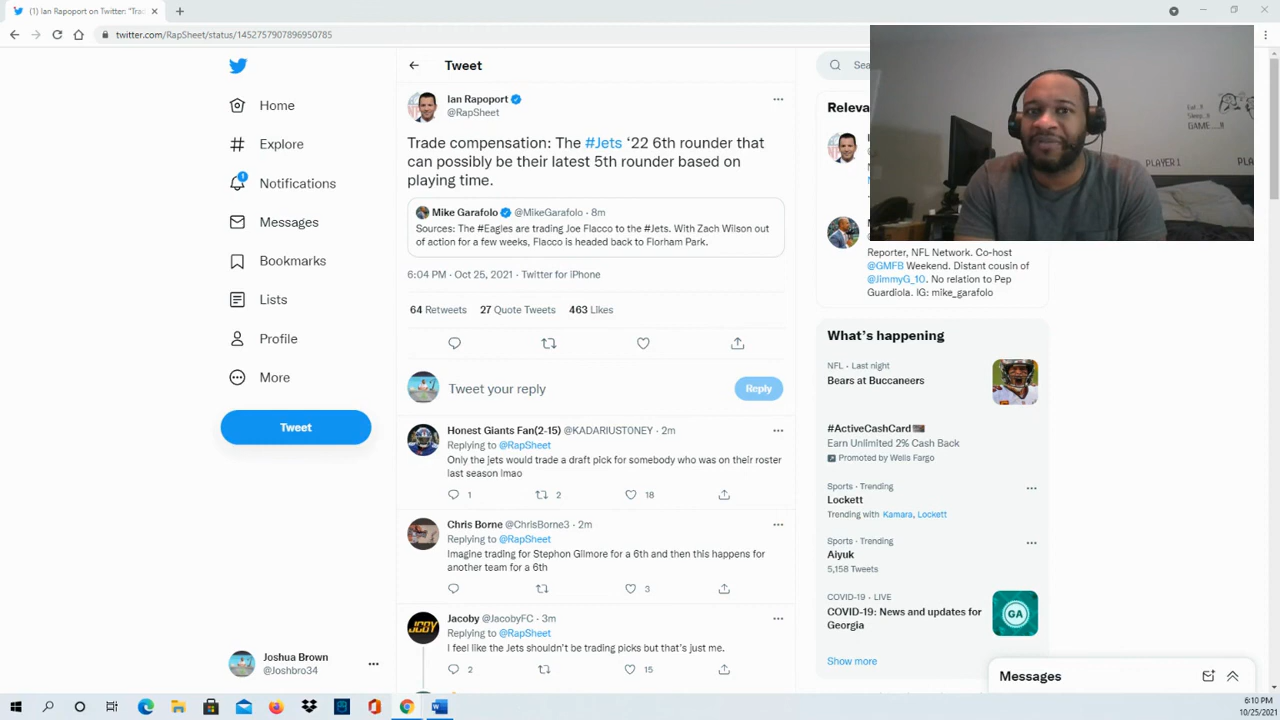 (1) Ian Rapoport on Twitter: "Trade
twitter.com/RapSheet/status/1452757907896950785
Home
Explore
1
Notifications
Messages
Bookmarks
Lists
Profile
More
Tweet
Joshua Brown
@Joshbro34
Tweet
Ian Rapoport
@RapSheet
Trade compensation: The #Jets ‘22 6th rounder that
can possibly be their latest 5th rounder based on
playing time.
Mike Garafolo @MikeGarafolo · 8m
Sources: The #Eagles are trading Joe Flacco to the #Jets. With Zach Wilson out
of action for a few weeks, Flacco is headed back to Florham Park.
6:04 PM · Oct 25, 2021 · Twitter for iPhone
64 Retweets 27 Quote Tweets 463 Likes
Tweet your reply
Reply
Honest Giants Fan(2-15) @KADARIUSTONEY · 2m
Replying to @RapSheet
Only the jets would trade a draft pick for somebody who was on their roster
last season lmao
1 2 18
Chris Borne @ChrisBorne3 · 2m
Replying to @RapSheet
Imagine trading for Stephon Gilmore for a 6th and then this happens for
another team for a 6th
3
Jacoby @JacobyFC · 3m
Replying to @RapSheet
I feel like the Jets shouldn't be trading picks but that's just me.
2 15
Sea
Releva
Reporter, NFL Network. Co-host
@GMFB Weekend. Distant cousin of
@JimmyG_10. No relation to Pep
Guardiola. IG: mike_garafolo
What's happening
NFL · Last night
Bears at Buccaneers
#ActiveCashCard
Earn Unlimited 2% Cash Back
Promoted by Wells Fargo
Sports · Trending
Lockett
Trending with Kamara, Lockett
Sports · Trending
Aiyuk
5,158 Tweets
COVID-19 · LIVE
COVID-19: News and updates for
Georgia
GA
Show more
Messages
Eat..
Sleep..
GAME....
PLAYER 1
PLA
6:10 PM
10/25/2021